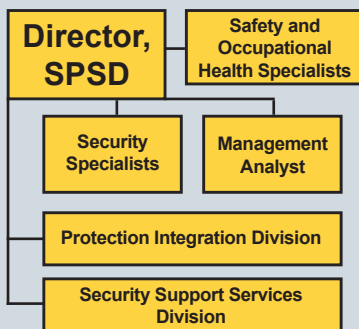 Director,
SPSD
Safety and
Occupational
Health Specialists
Security
Specialists
Management
Analyst
Protection Integration Division
Security Support Services
Division